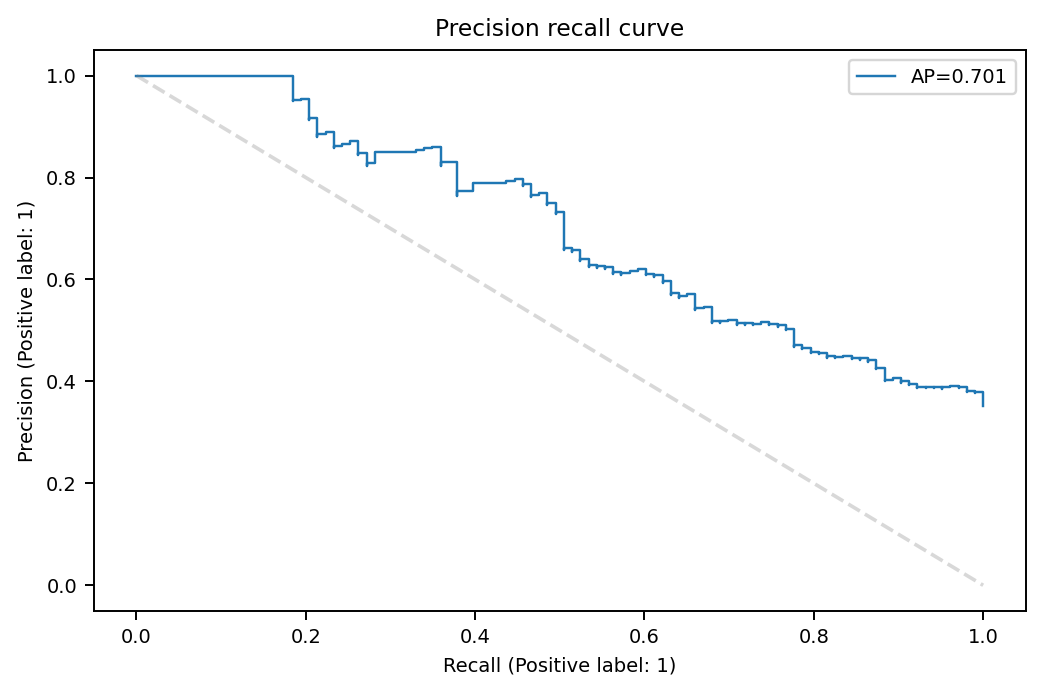 Precision recall curve
AP=0.701
1.0
0.8
0.6
0.4
0.2
0.0
Precision (Positive label: 1)
0.0 0.2 0.4 0.6 0.8 1.0
Recall (Positive label: 1)